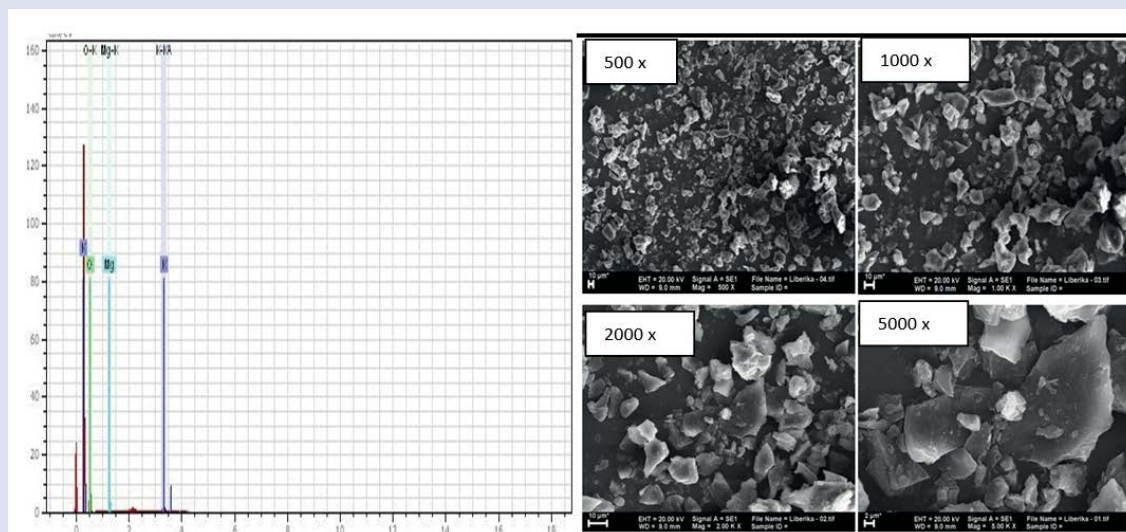 160
140
120
100
80
60
40
20
0
O-K Mg-K K-KA
K
O
Mg
K
0 2 4 6 8 10 12 14 16 18
500 x
10 µm*
EHT = 20.00 kV Signal A = SE1 File Name = Liberika - 04.tif
WD = 9.0 mm Mag = 500 X Sample ID =
1000 x
10 µm*
EHT = 20.00 kV Signal A = SE1 File Name = Liberika - 03.tif
WD = 9.0 mm Mag = 1.00 K X Sample ID =
2000 x
10 µm*
EHT = 20.00 kV Signal A = SE1 File Name = Liberika - 02.tif
WD = 9.0 mm Mag = 2.00 K X Sample ID =
5000 x
2 µm*
EHT = 20.00 kV Signal A = SE1 File Name = Liberika - 01.tif
WD = 9.0 mm Mag = 5.00 K X Sample ID =